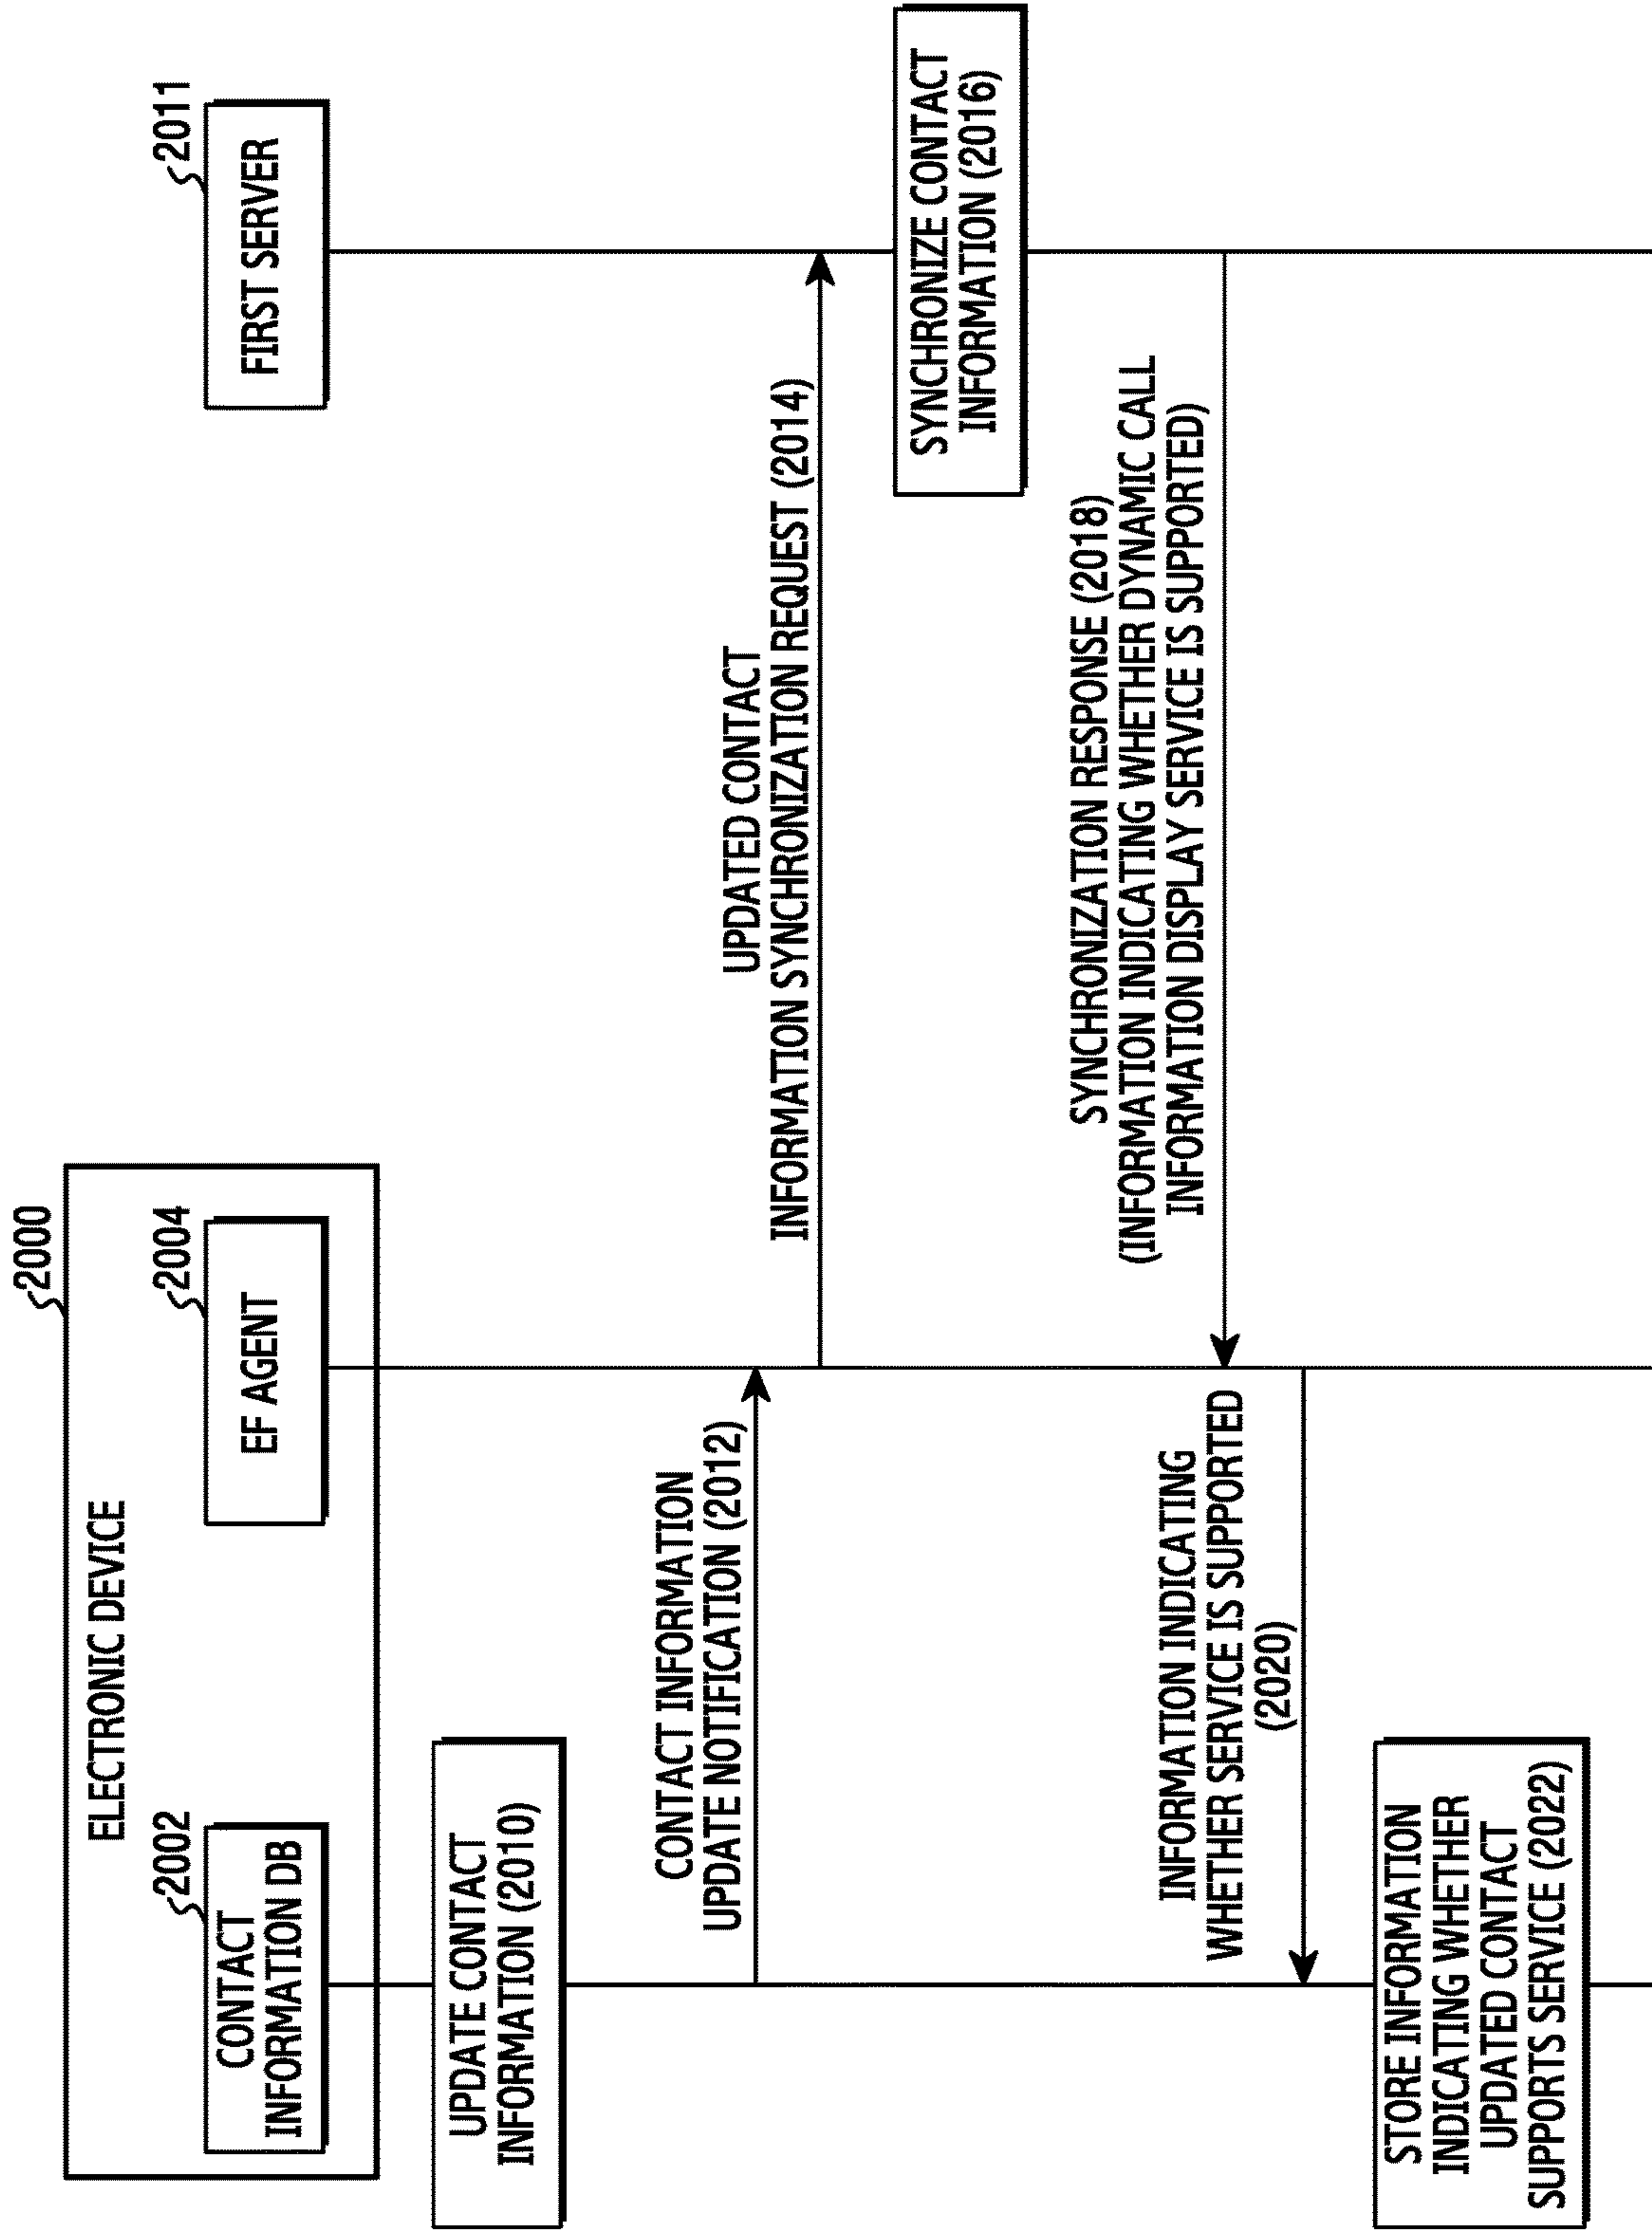 2000
ELECTRONIC DEVICE
2002
CONTACT
INFORMATION DB
2004
EF AGENT
2011
FIRST SERVER
UPDATE CONTACT
INFORMATION (2010)
CONTACT INFORMATION
UPDATE NOTIFICATION (2012)
UPDATED CONTACT
INFORMATION SYNCHRONIZATION REQUEST (2014)
SYNCHRONIZE CONTACT
INFORMATION (2016)
SYNCHRONIZATION RESPONSE (2018)
(INFORMATION INDICATING WHETHER DYNAMIC CALL
INFORMATION DISPLAY SERVICE IS SUPPORTED)
INFORMATION INDICATING
WHETHER SERVICE IS SUPPORTED
(2020)
STORE INFORMATION
INDICATING WHETHER
UPDATED CONTACT
SUPPORTS SERVICE (2022)